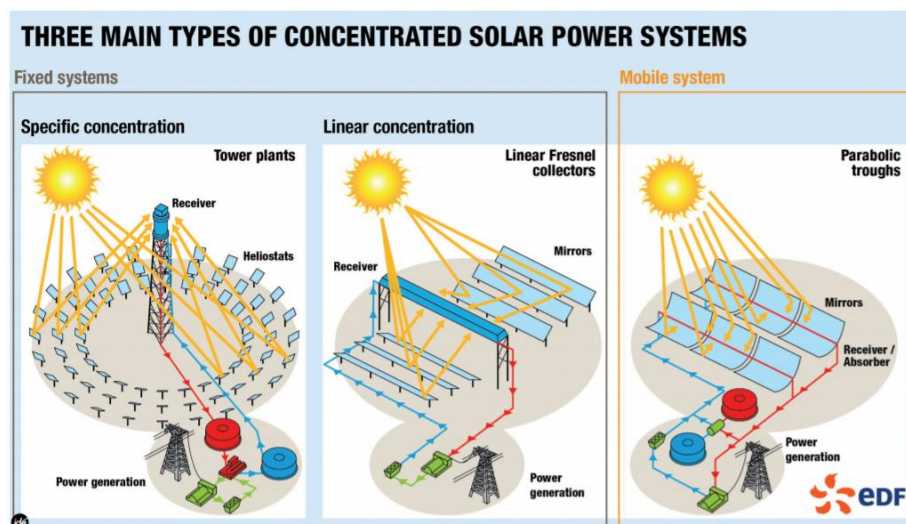 THREE MAIN TYPES OF CONCENTRATED SOLAR POWER SYSTEMS
Fixed systems
Mobile system
Specific concentration
Linear concentration
Tower plants
Linear Fresnel
collectors
Parabolic
troughs
Receiver
Heliostats
Mirrors
Receiver
Mirrors
Receiver /
Absorber
Power generation
Power
generation
Power
generation
edF
idé